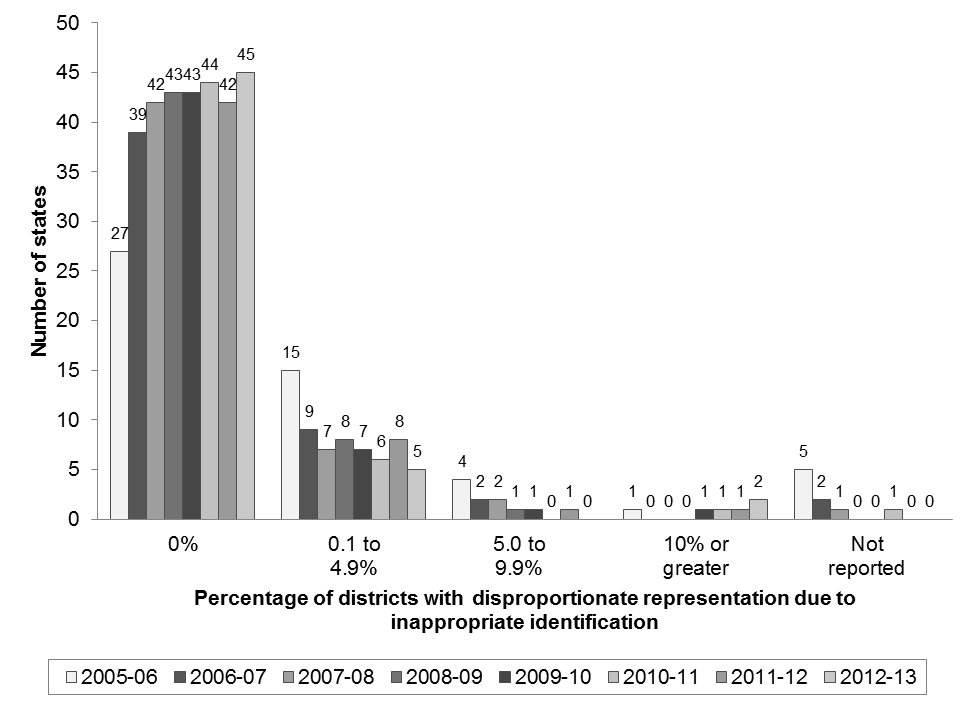 50
45
40
35
30
25
20
15
10
5
0
Number of states
27 39 42 43 43 44 42 45
15 9 7 8 7 6 8 5
4 2 2 1 1 0 1 0
1 0 0 0 1 1 1 2
5 2 1 0 0 1 0 0
0% 0.1 to 5.0 to 10% or Not
4.9% 9.9% greater reported
Percentage of districts with disproportionate representation due to
inappropriate identification
2005-06 2006-07 2007-08 2008-09 2009-10 2010-11 2011-12 2012-13